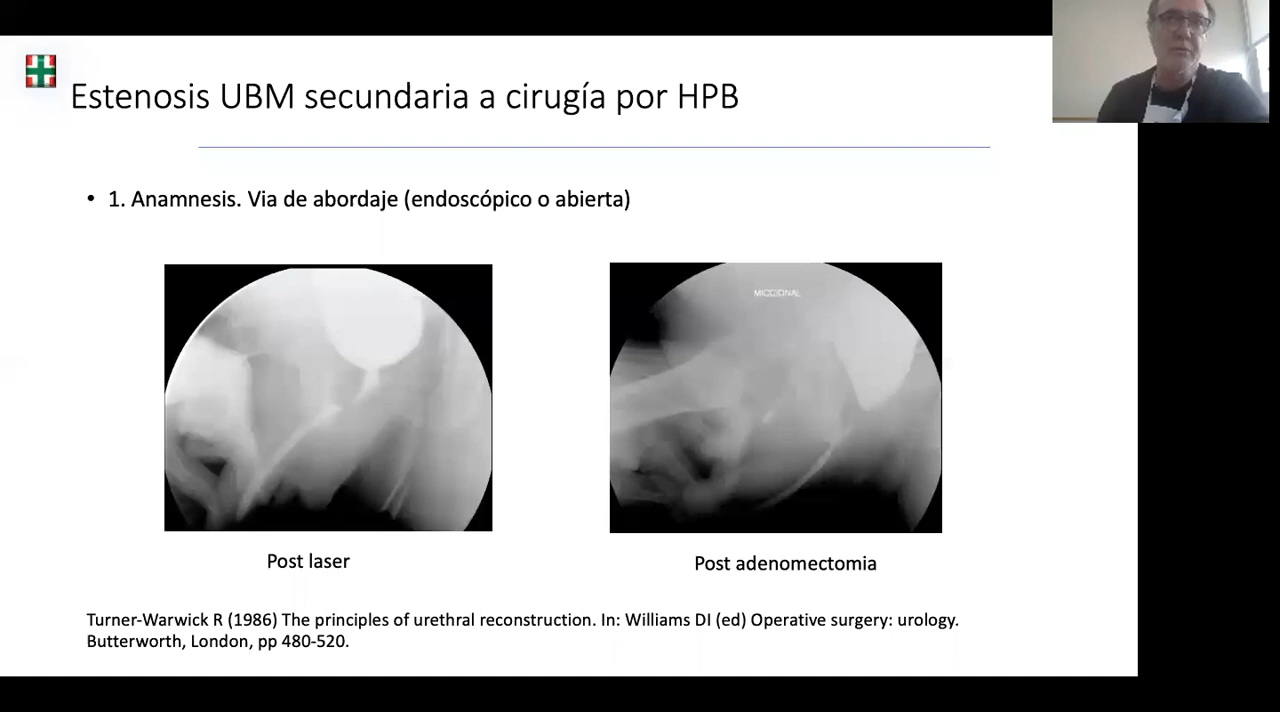 Estenosis UBM secundaria a cirugía por HPB
• 1. Anamnesis. Via de abordaje (endoscópico o abierta)
MICCIONAL
Post laser
Post adenomectomia
Turner-Warwick R (1986) The principles of urethral reconstruction. In: Williams DI (ed) Operative surgery: urology.
Butterworth, London, pp 480-520.